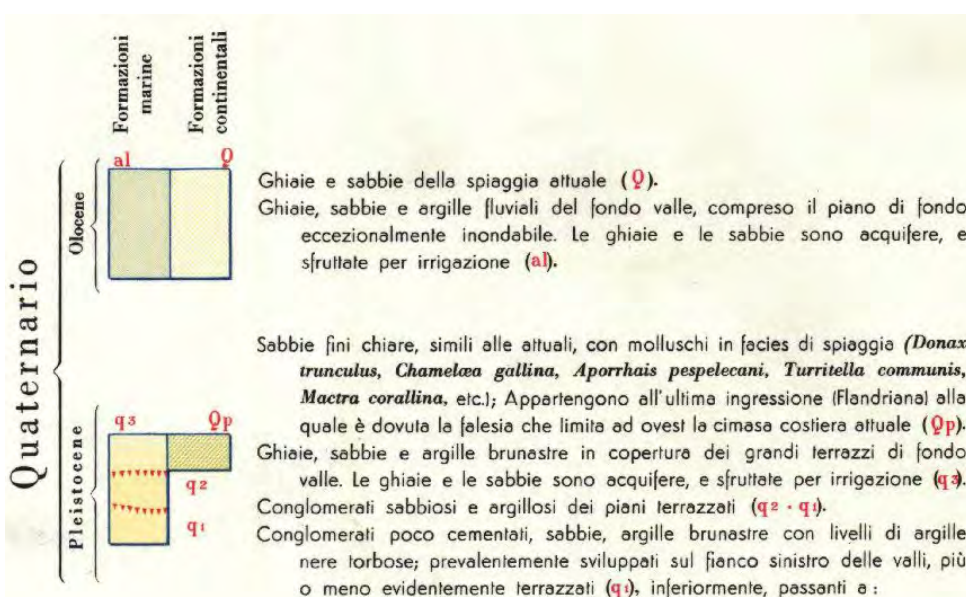 Formazioni
marine
Formazioni
continentali
Quaternario
Olocene
al
Q
Ghiaie e sabbie della spiaggia attuale (Q).
Ghiaie, sabbie e argille fluviali del fondo valle, compreso il piano di fondo
eccezionalmente inondabile. Le ghiaie e le sabbie sono acquifere, e
sfruttate per irrigazione (al).
Pleistocene
q3
Qp
q2
q1
Sabbie fini chiare, simili alle attuali, con molluschi in facies di spiaggia (Donax
trunculus, Chamelæa gallina, Aporrhais pespelecani, Turritella communis,
Mactra corallina, etc.); Appartengono all'ultima ingressione (Flandriana) alla
quale è dovuta la falesia che limita ad ovest la cimasa costiera attuale (Qp).
Ghiaie, sabbie e argille brunastre in copertura dei grandi terrazzi di fondo
valle. Le ghiaie e le sabbie sono acquifere, e sfruttate per irrigazione (q3).
Conglomerati sabbiosi e argillosi dei piani terrazzati (q2 - q1).
Conglomerati poco cementati, sabbie, argille brunastre con livelli di argille
nere torbose; prevalentemente sviluppati sul fianco sinistro delle valli, più
o meno evidentemente terrazzati (q1), inferiormente, passanti a :